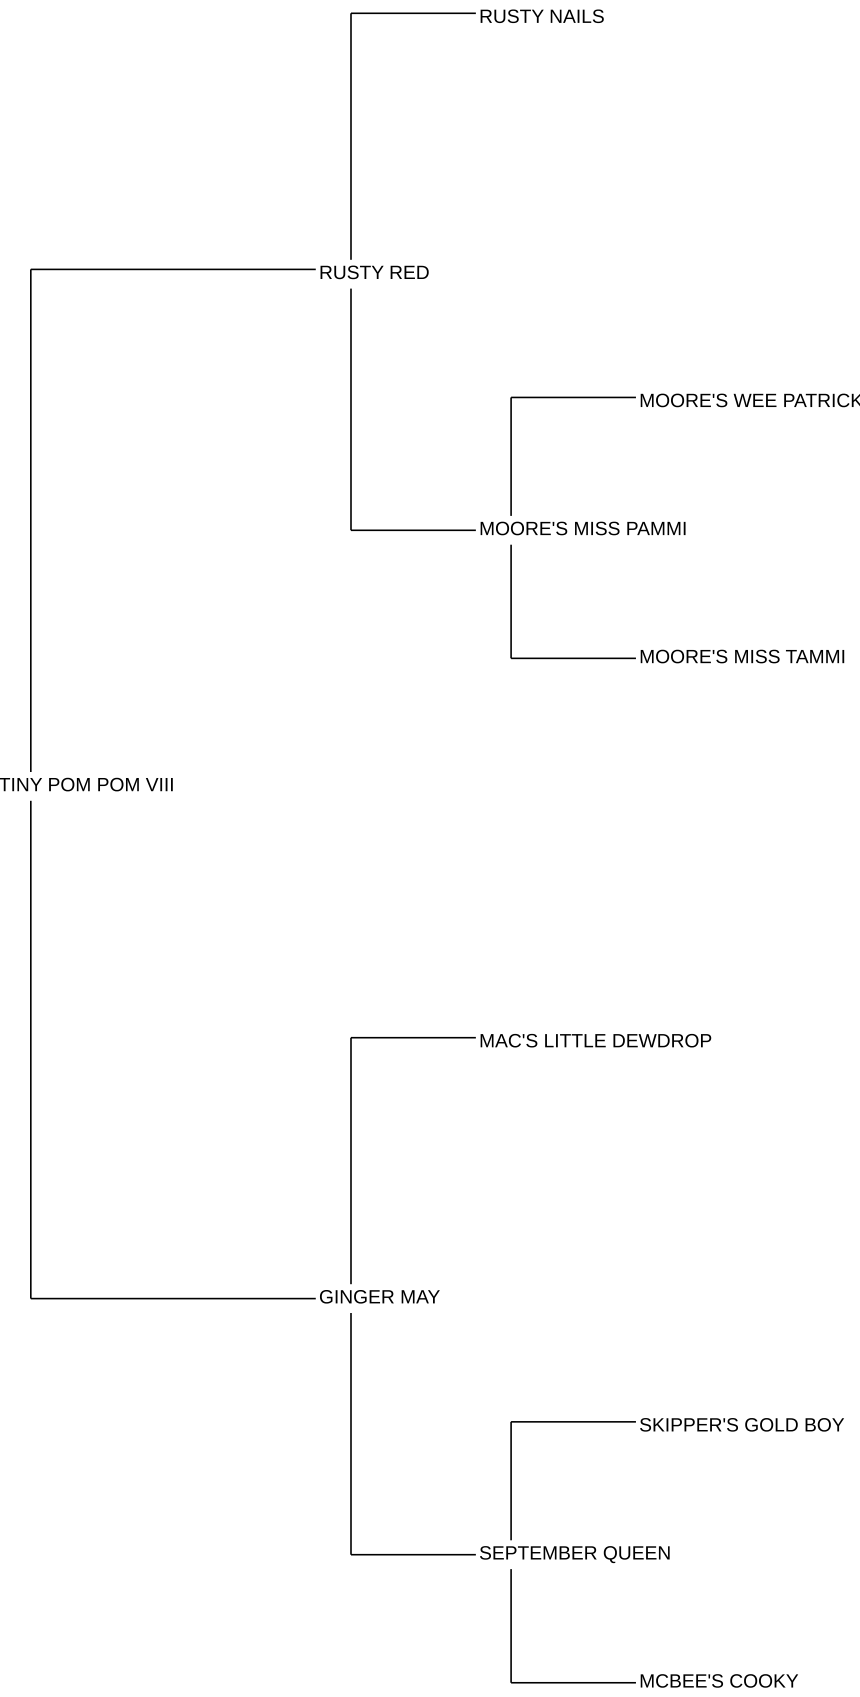 RUSTY NAILS
RUSTY RED
MOORE'S WEE PATRICK
MOORE'S MISS PAMMI
MOORE'S MISS TAMMI
TINY POM POM VIII
MAC'S LITTLE DEWDROP
GINGER MAY
SKIPPER'S GOLD BOY
SEPTEMBER QUEEN
MCBEE'S COOKY